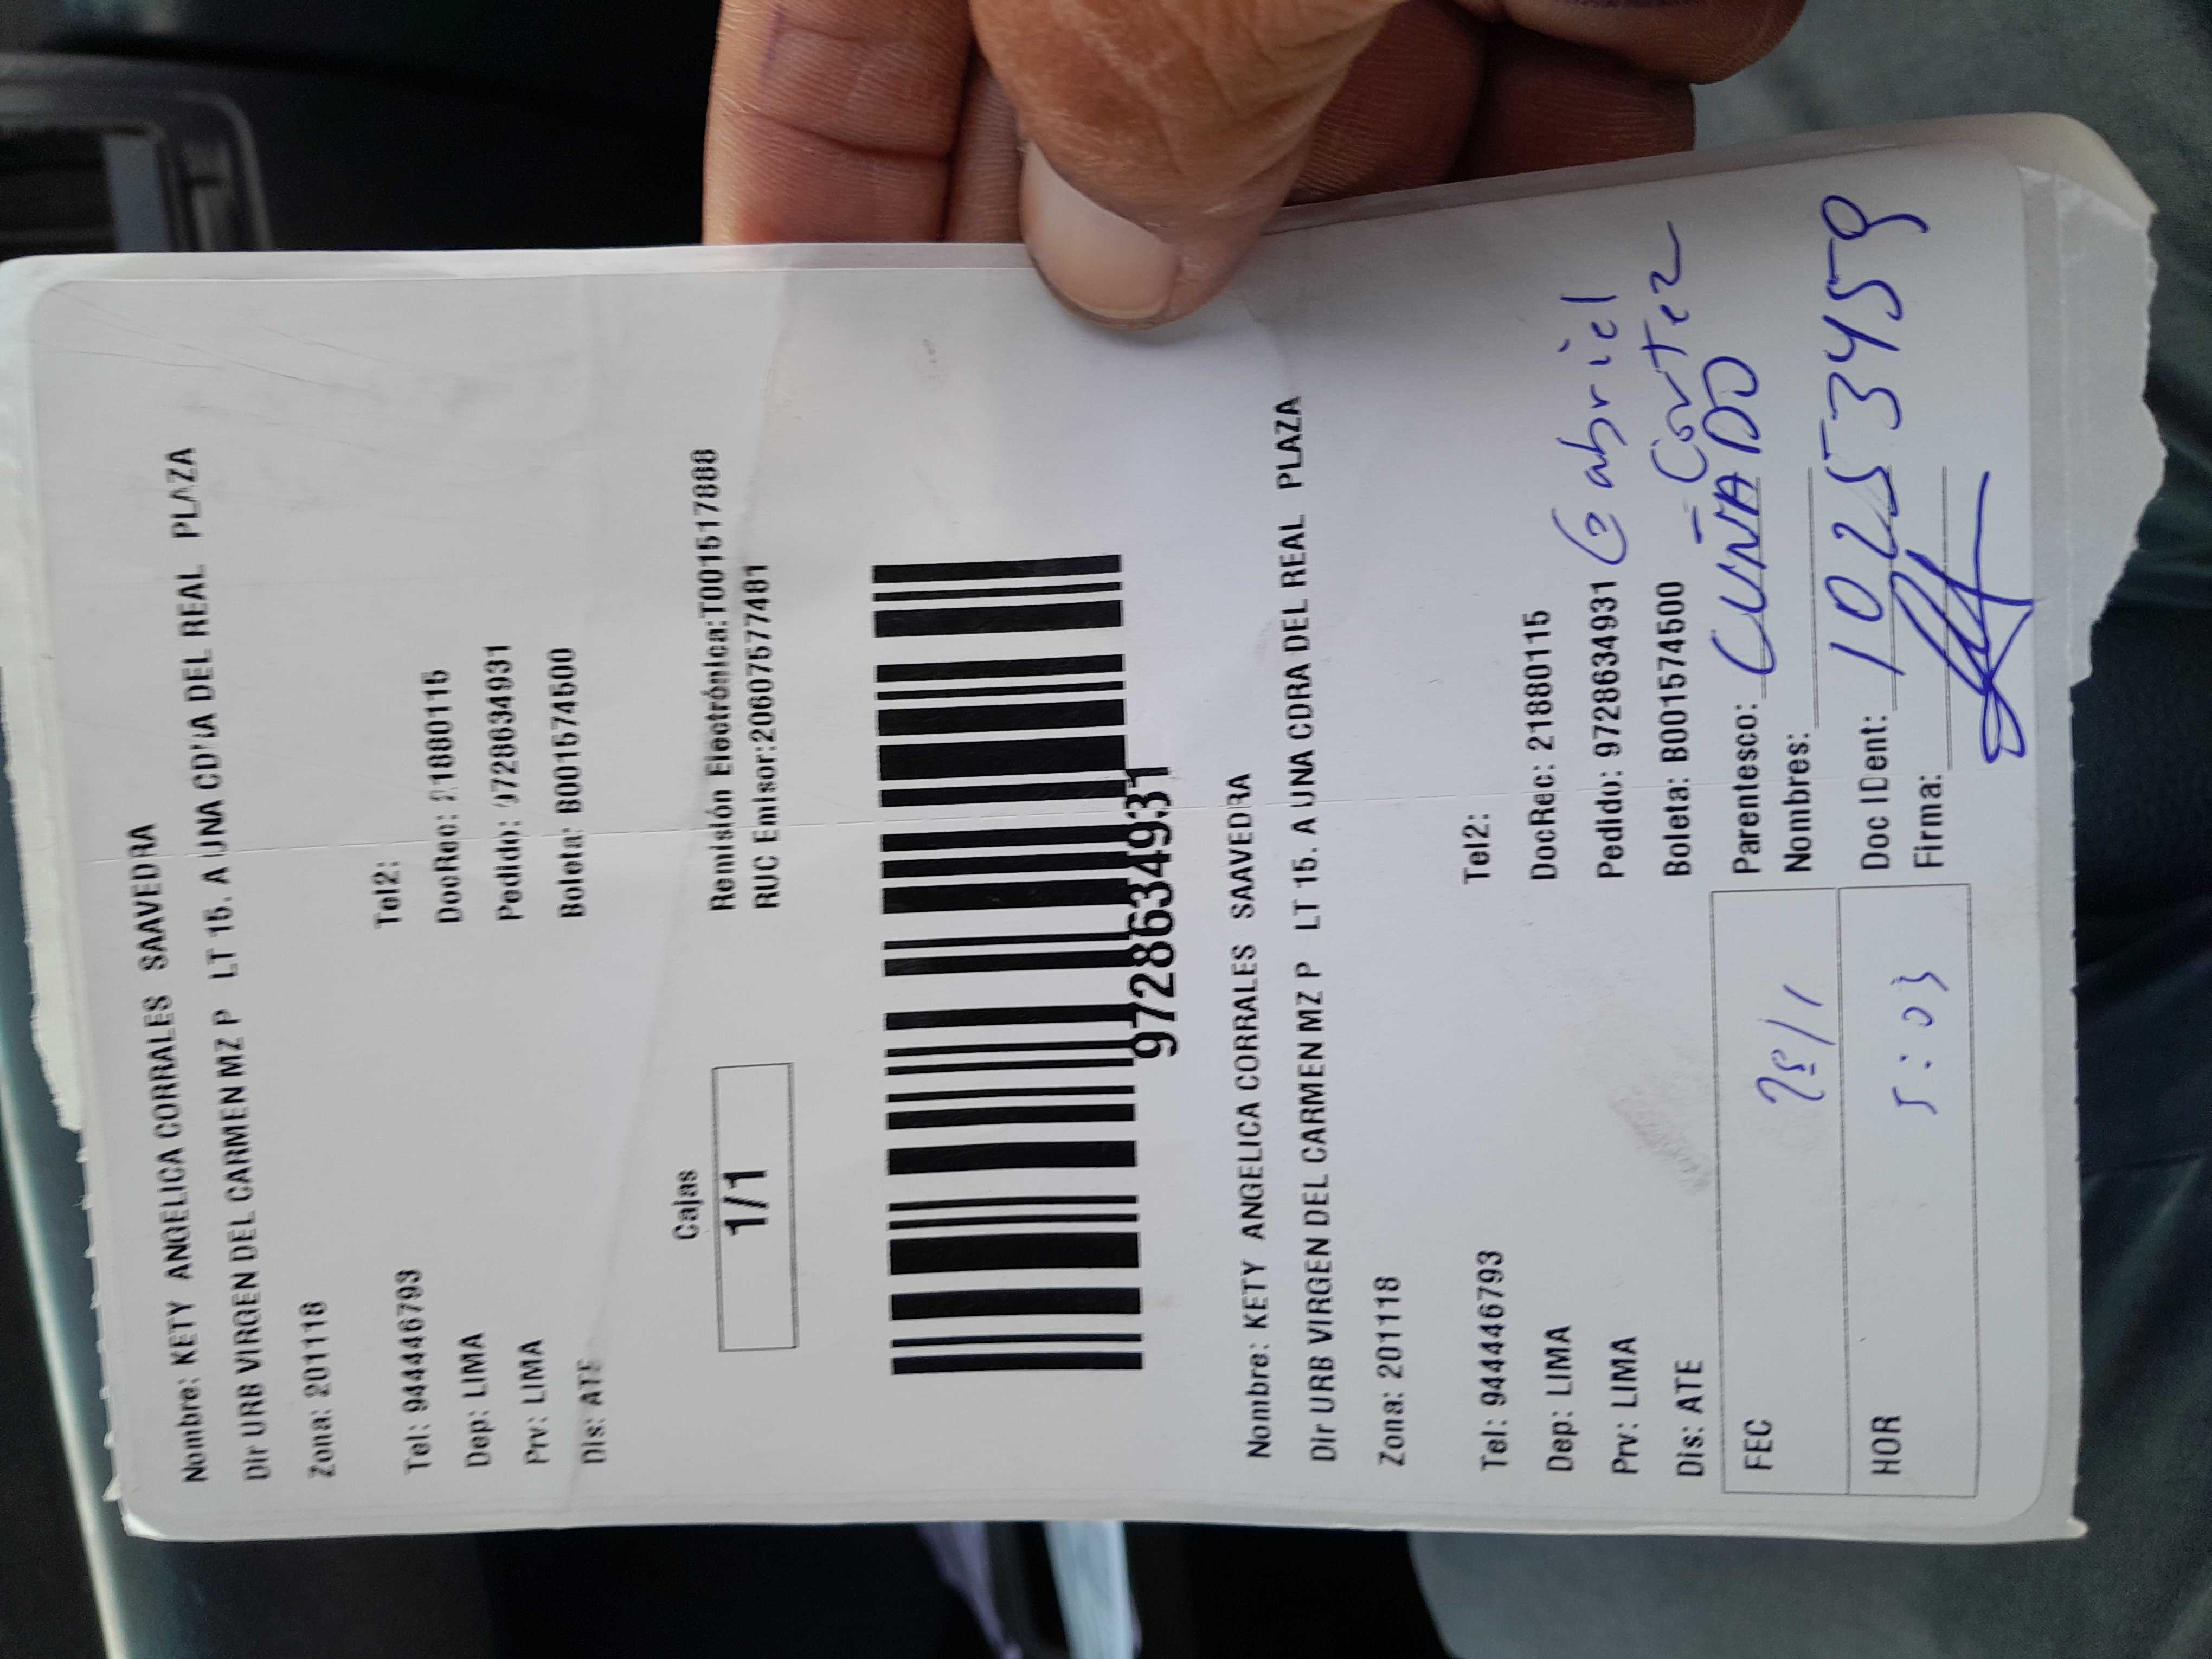 Nombre: KETY ANGELICA CORRALES SAAVEDRA
Dir URB VIRGEN DEL CARMEN MZ P LT 15. A UNA CDRA DEL REAL PLAZA
Zona: 201118
Tel: 944446793 Tel2:
Dep: LIMA DocRec: 21880115
Prv: LIMA Pedido: 9728634931
Dis: ATE Boleta: B001574500
Cajas Remisión Electrónica:T001517888
1/1 RUC Emisor:20607577481
9728634931
Nombre: KETY ANGELICA CORRALES SAAVEDRA
Dir URB VIRGEN DEL CARMEN MZ P LT 15. A UNA CDRA DEL REAL PLAZA
Zona: 201118
Tel: 944446793 Tel2:
Dep: LIMA DocRec: 21880115
Prv: LIMA Pedido: 9728634931 Gabriel
Dis: ATE Boleta: B001574500 Cortez
FEC Parentesco: CUÑADO
Nombres:
HOR 5:03 Doc IDent: 10253459
Firma: